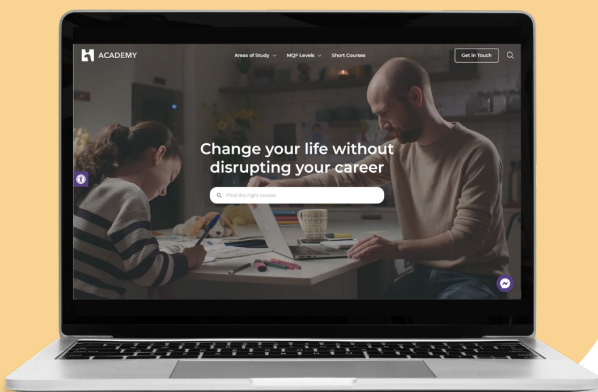 ACADEMY
Areas of Study MQF Levels Short Courses
Get in Touch
Change your life without
disrupting your career
Find the right course